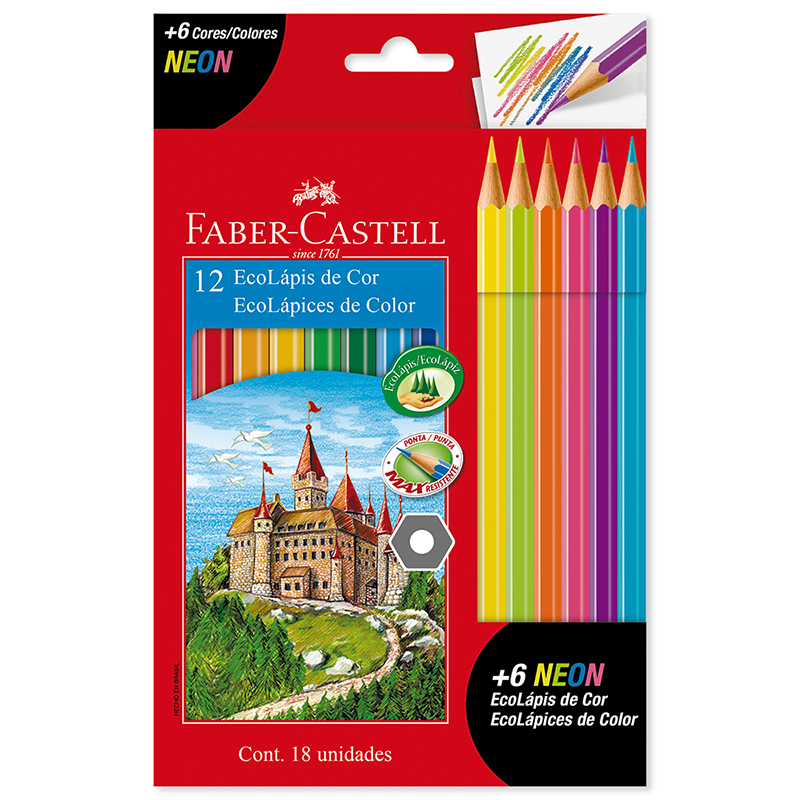 +6 Cores/Colores
NEON
FABER-CASTELL
since 1761
12 EcoLápis de Cor
EcoLápices de Color
EcoLápis/EcoLápiz
PONTA / PUNTA
MAX
RESISTENTE
HECHO EN BRASIL
+6 NEON
EcoLápis de Cor
EcoLápices de Color
Cont. 18 unidades